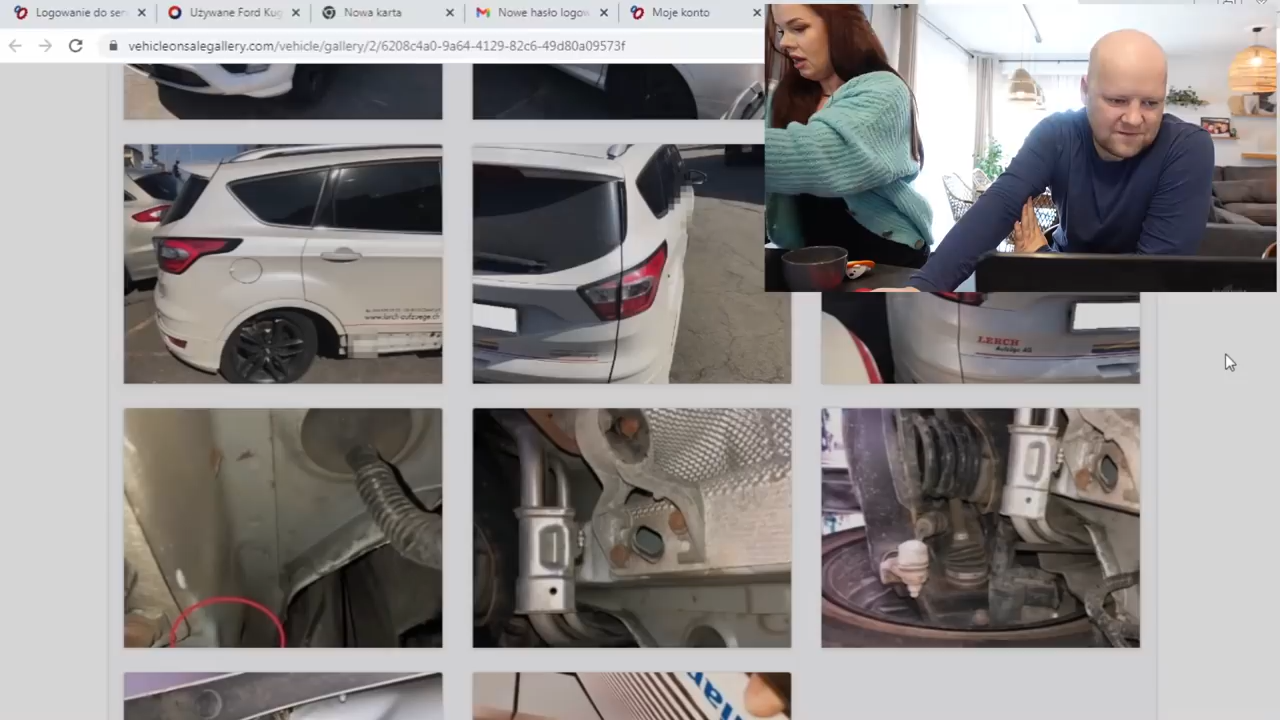 Logowanie do ser
Używane Ford Kug
Nowa karta
Nowe hasło logow
Moje konto
vehicleonsalegallery.com/vehicle/gallery/2/6208c4a0-9a64-4129-82c6-49d80a09573f
www.lerch-aufzuege.ch
LERCH
Aufzüge AG